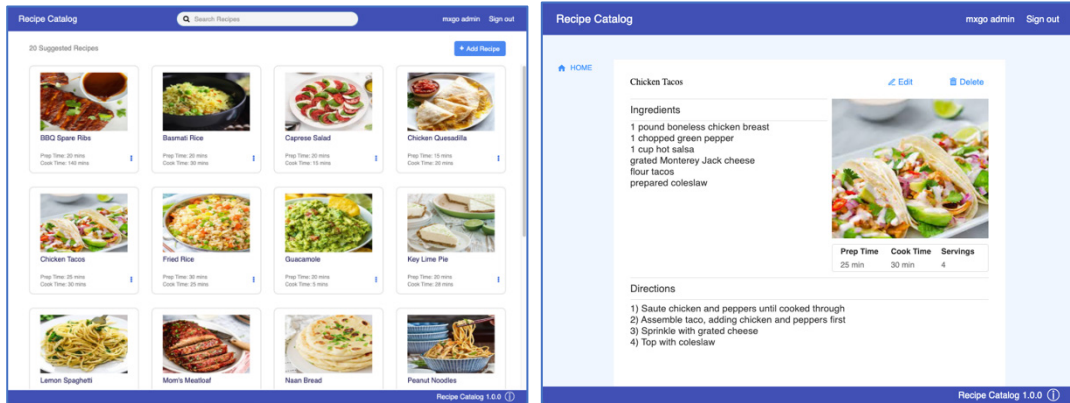 Recipe Catalog
Search Recipes
mxgo admin Sign out
20 Suggested Recipes
+ Add Recipe
BBQ Spare Ribs
Prep Time: 20 mins
Cook Time: 140 mins
Basmati Rice
Prep Time: 20 mins
Cook Time: 30 mins
Caprese Salad
Prep Time: 20 mins
Cook Time: 10 mins
Chicken Quesadilla
Prep Time: 15 mins
Cook Time: 30 mins
Chicken Tacos
Prep Time: 25 mins
Cook Time: 30 mins
Fried Rice
Prep Time: 30 mins
Cook Time: 25 mins
Guacamole
Prep Time: 20 mins
Cook Time: 5 mins
Key Lime Pie
Prep Time: 20 mins
Cook Time: 28 mins
Lemon Spaghetti
Mom's Meatloaf
Naan Bread
Peanut Noodles
Recipe Catalog 1.0.0
Recipe Catalog
mxgo admin Sign out
HOME
Chicken Tacos
Edit
Delete
Ingredients
1 pound boneless chicken breast
1 chopped green pepper
1 cup hot salsa
grated Monterey Jack cheese
flour tacos
prepared coleslaw
Prep Time Cook Time Servings
25 min 30 min 4
Directions
1) Saute chicken and peppers until cooked through
2) Assemble taco, adding chicken and peppers first
3) Sprinkle with grated cheese
4) Top with coleslaw
Recipe Catalog 1.0.0